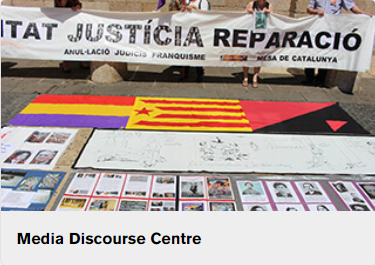 ITAT JUSTÍCIA REPARACIÓ
ANUL·LACIÓ JUDICIS FRANQUISME MESA DE CATALUNYA
Media Discourse Centre